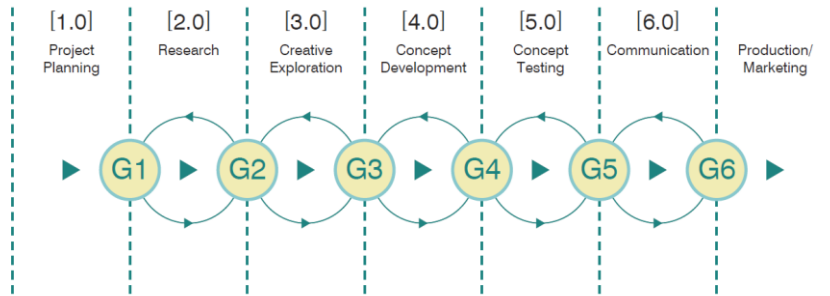 [1.0]
Project
Planning
[2.0]
Research
[3.0]
Creative
Exploration
[4.0]
Concept
Development
[5.0]
Concept
Testing
[6.0]
Communication
Production/
Marketing
G1
G2
G3
G4
G5
G6